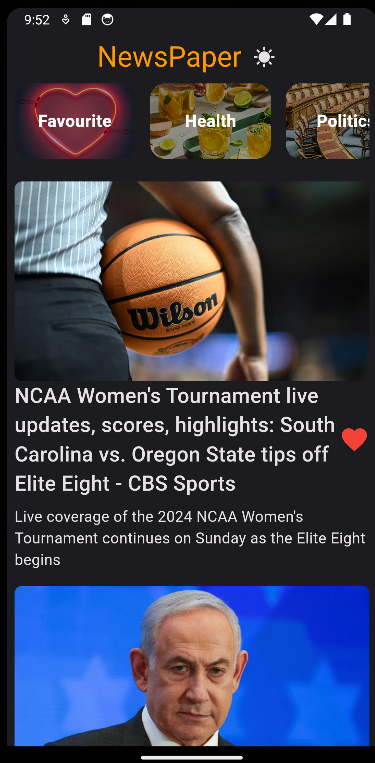 9:52
NewsPaper
Favourite
Health
Politics
Wilson
NCAA Women's Tournament live
updates, scores, highlights: South
Carolina vs. Oregon State tips off
Elite Eight - CBS Sports
Live coverage of the 2024 NCAA Women's
Tournament continues on Sunday as the Elite Eight
begins